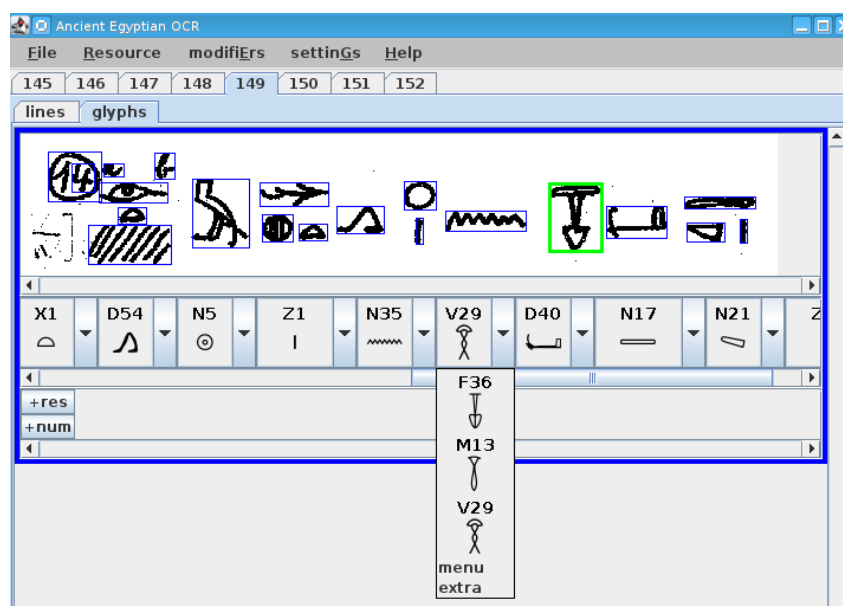 Ancient Egyptian OCR
File Resource modifiErs settinGs Help
145 146 147 148 149 150 151 152
lines glyphs
14
X1 D54 N5 Z1 N35 V29 D40 N17 N21 Z
+res
+num
F36
M13
V29
menu
extra